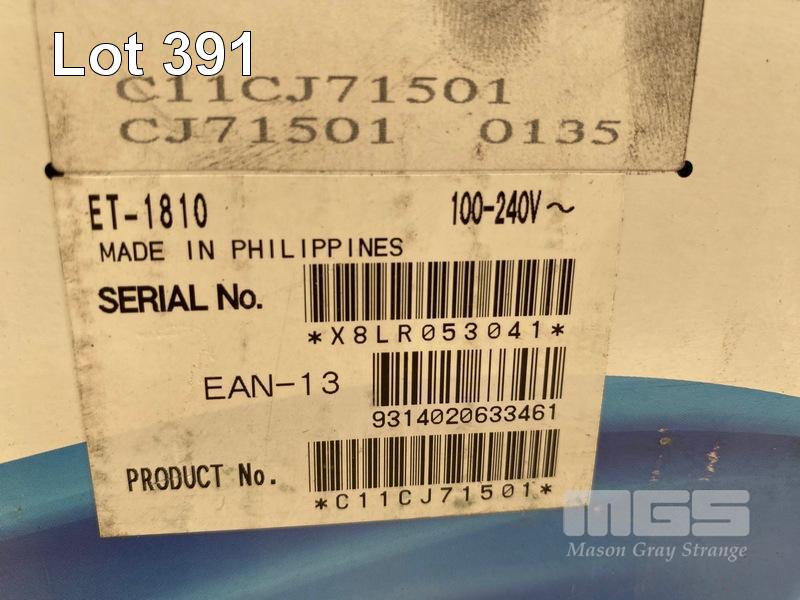 Lot 391
C11CJ71501
CJ71501 0135
ET-1810 100-240V~
MADE IN PHILIPPINES
SERIAL No.
*X8LR053041*
EAN-13
9314020633461
PRODUCT No.
*C11CJ71501*
MGS
Mason Gray Strange